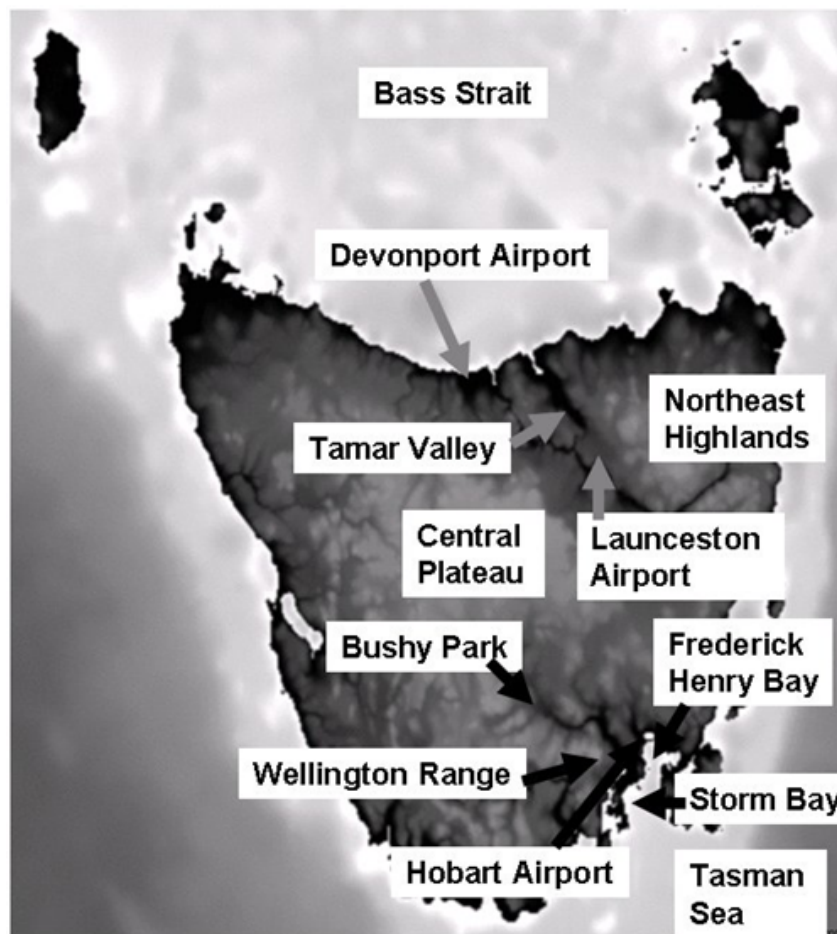 Bass Strait
Devonport Airport
Northeast
Highlands
Tamar Valley
Central
Plateau
Launceston
Airport
Bushy Park
Frederick
Henry Bay
Wellington Range
Storm Bay
Hobart Airport
Tasman
Sea